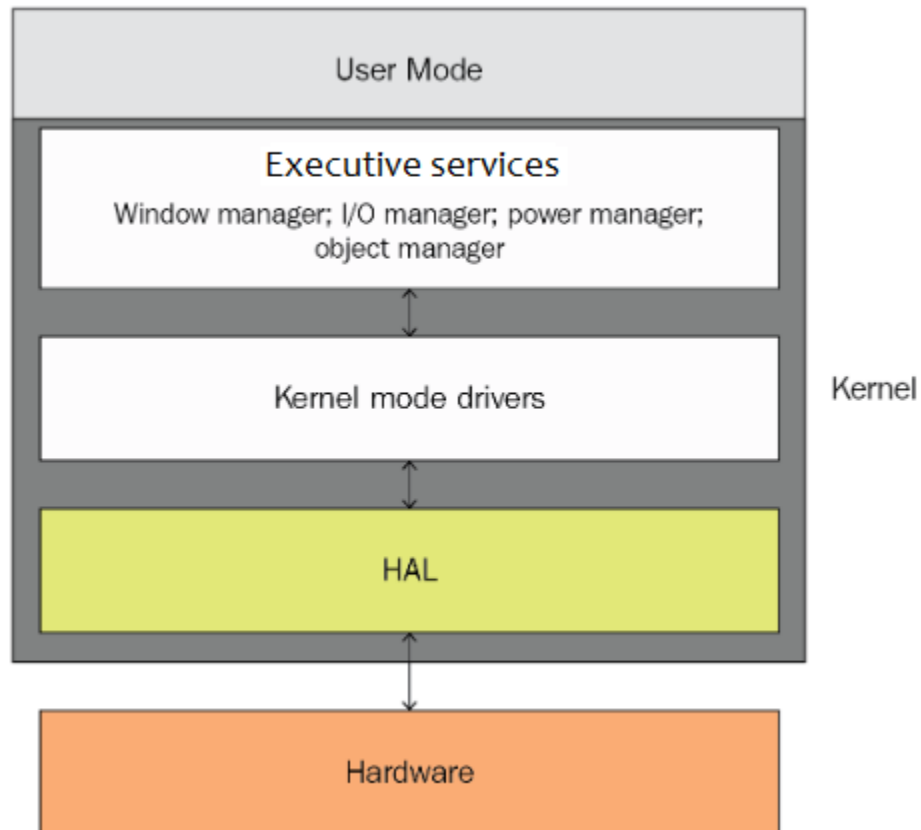 User Mode
Executive services
Window manager; I/O manager; power manager;
object manager
Kernel mode drivers
Kernel
HAL
Hardware